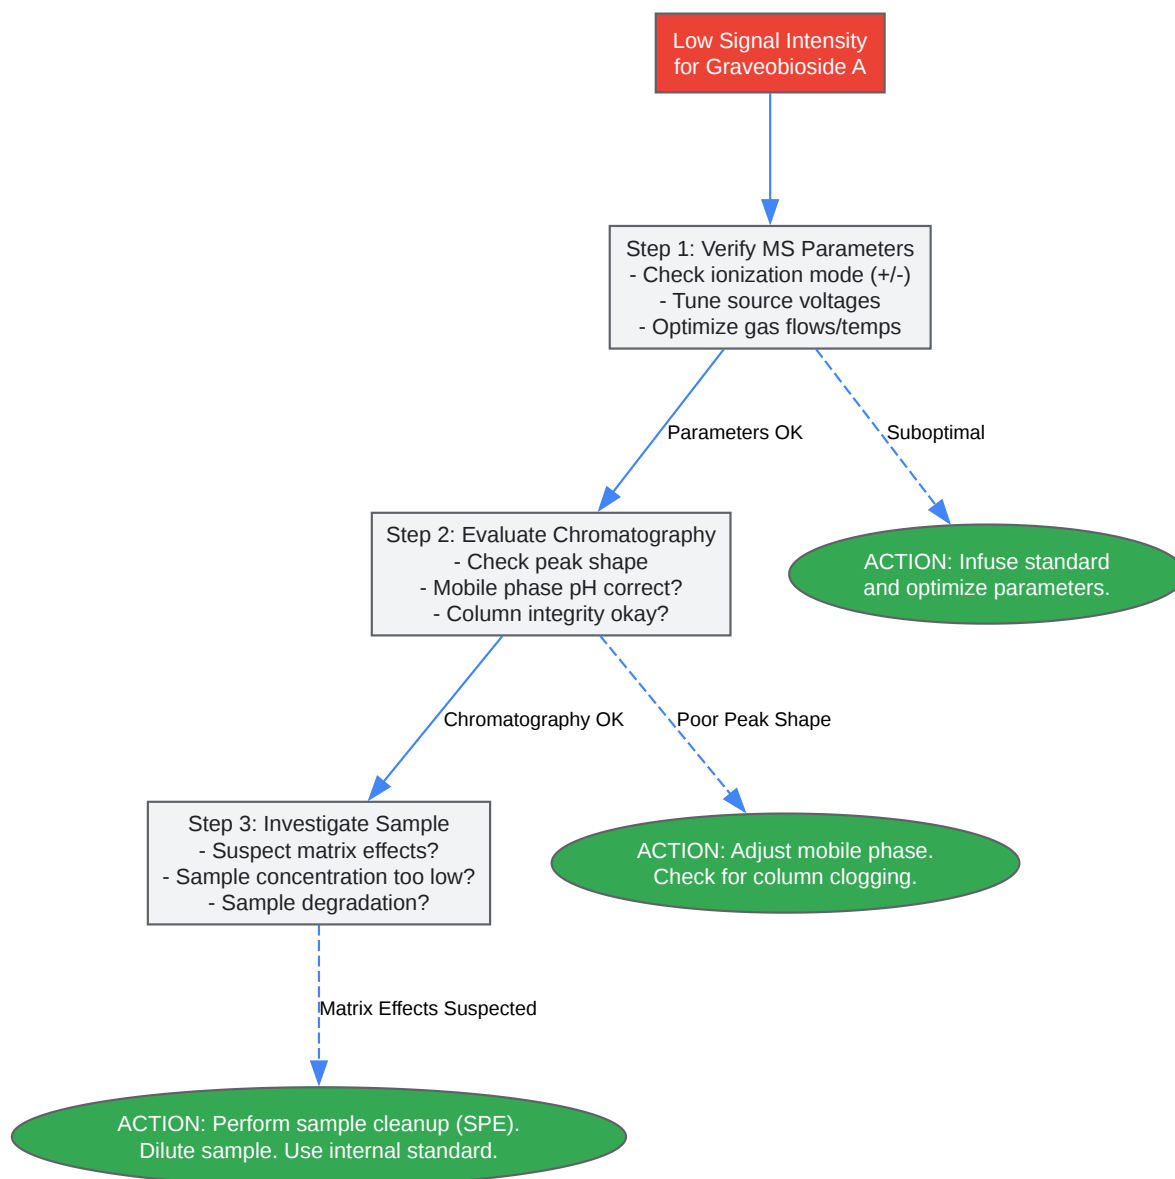 Low Signal Intensity
for Graveobioside A
Step 1: Verify MS Parameters
- Check ionization mode (+/-)
- Tune source voltages
- Optimize gas flows/temps
Parameters OK
Suboptimal
Step 2: Evaluate Chromatography
- Check peak shape
- Mobile phase pH correct?
- Column integrity okay?
ACTION: Infuse standard
and optimize parameters.
Chromatography OK
Poor Peak Shape
Step 3: Investigate Sample
- Suspect matrix effects?
- Sample concentration too low?
- Sample degradation?
ACTION: Adjust mobile phase.
Check for column clogging.
Matrix Effects Suspected
ACTION: Perform sample cleanup (SPE).
Dilute sample. Use internal standard.